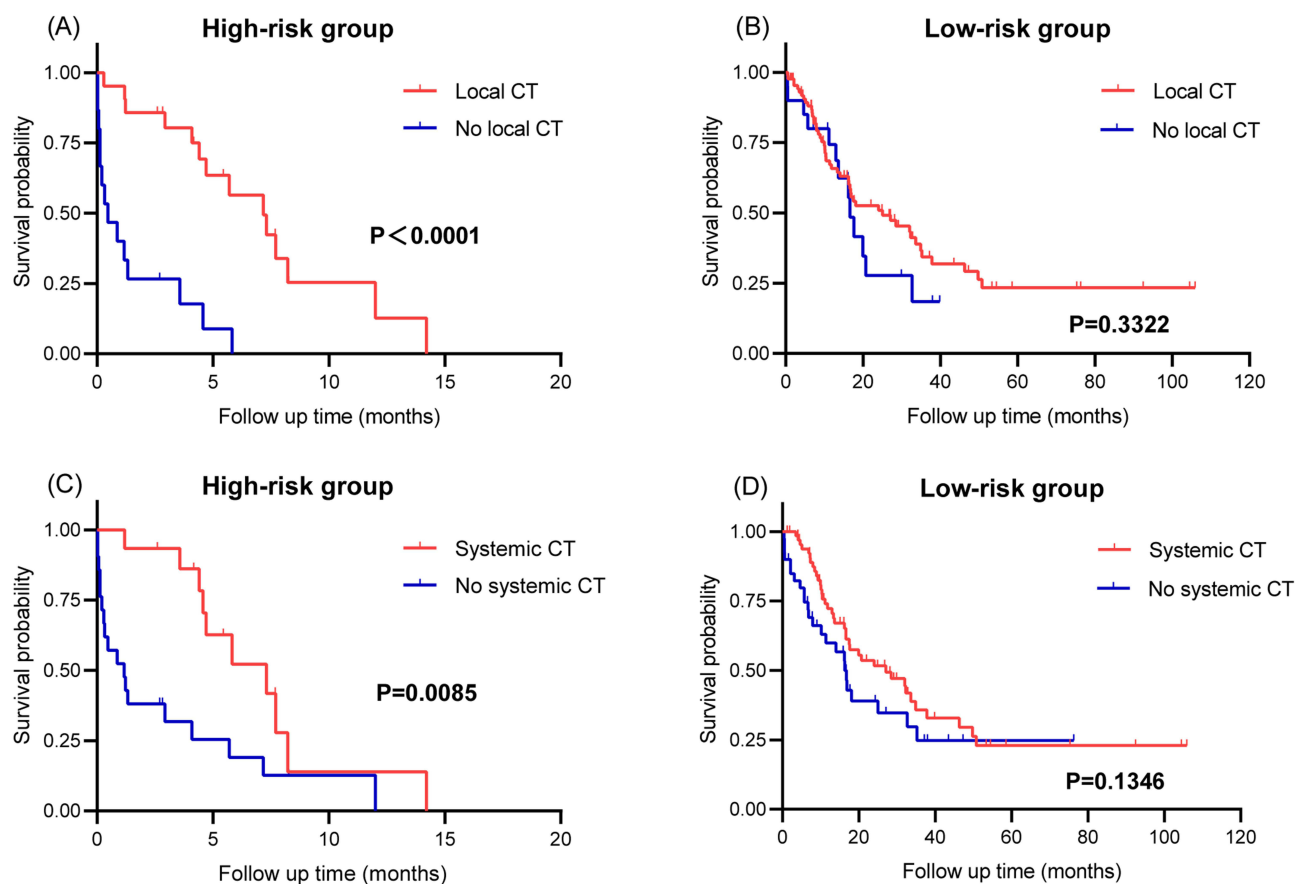 (A) High-risk group
1.00
0.75
0.50
0.25
0.00
Survival probability
Local CT
No local CT
P<0.0001
0 5 10 15 20
Follow up time (months)
(B) Low-risk group
1.00
0.75
0.50
0.25
0.00
Survival probability
Local CT
No local CT
P=0.3322
0 20 40 60 80 100 120
Follow up time (months)
(C) High-risk group
1.00
0.75
0.50
0.25
0.00
Survival probability
Systemic CT
No systemic CT
P=0.0085
0 5 10 15 20
Follow up time (months)
(D) Low-risk group
1.00
0.75
0.50
0.25
0.00
Survival probability
Systemic CT
No systemic CT
P=0.1346
0 20 40 60 80 100 120
Follow up time (months)